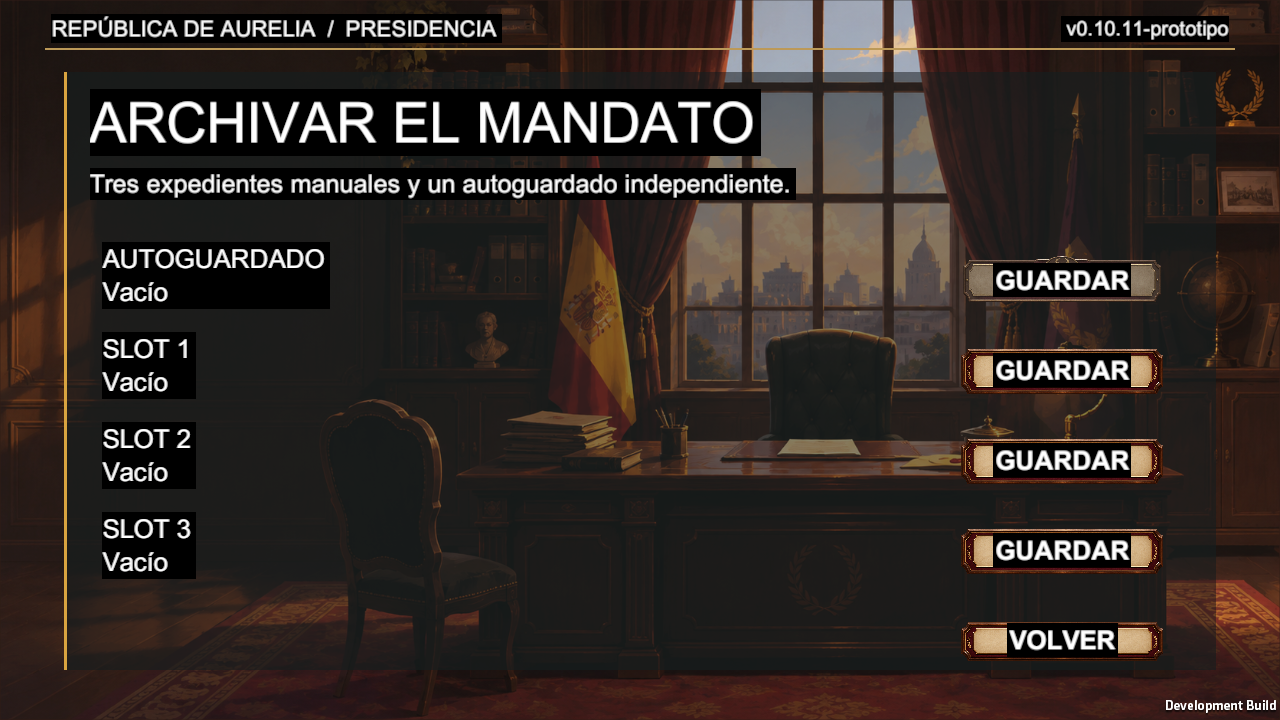 REPÚBLICA DE AURELIA / PRESIDENCIA
v0.10.11-prototipo
ARCHIVAR EL MANDATO
Tres expedientes manuales y un autoguardado independiente.
AUTOGUARDADO
Vacío
GUARDAR
SLOT 1
Vacío
GUARDAR
SLOT 2
Vacío
GUARDAR
SLOT 3
Vacío
GUARDAR
VOLVER
Development Build